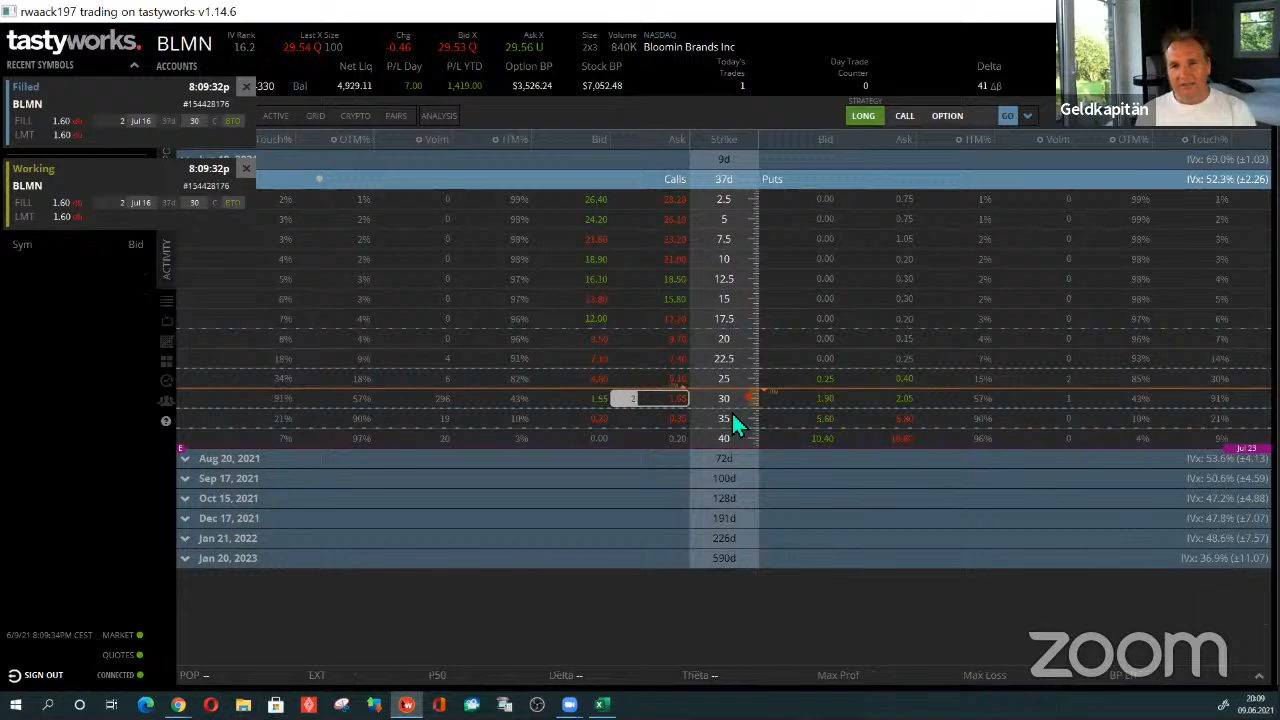 rwaack197 trading on tastyworks v1.14.6
tastyworks. BLMN IV Rank 16.2 Last X Size 29.54 Q 100 Chg -0.46 Bid X 29.53 Q Ask X 29.56 U Size 2x3 Volume 840K NASDAQ Bloomin Brands Inc
RECENT SYMBOLS ACCOUNTS Net Liq P/L Day P/L YTD Option BP Stock BP Today's Trades Day Trade Counter Delta
-330 Bal 4,929.11 7.00 1,419.00 $3,526.24 $7,052.48 1 0 41 Δβ
Filled 8:09:32p
BLMN #154428176
FILL 1.60 db 2 Jul 16 37d 30 C BTO
LMT 1.60 db
Working 8:09:32p
BLMN #154428176
FILL 1.60 db 2 Jul 16 37d 30 C BTO
LMT 1.60 db
Sym Bid
ACTIVITY
ACTIVE GRID CRYPTO PAIRS ANALYSIS STRATEGY LONG CALL OPTION GO
Touch% OTM% Volm ITM% Bid Ask Strike Bid Ask ITM% Volm OTM% Touch%
9d IVx: 69.0% (±1.03)
Calls 37d Puts IVx: 52.3% (±2.26)
2% 1% 0 99% 26.40 28.20 2.5 0.00 0.75 1% 0 99% 1%
3% 2% 0 98% 24.20 26.10 5 0.00 0.75 2% 0 98% 2%
3% 2% 0 98% 21.80 23.20 7.5 0.00 1.05 2% 0 98% 3%
4% 2% 0 98% 18.90 21.00 10 0.00 0.20 2% 0 98% 3%
5% 3% 0 97% 16.10 18.50 12.5 0.00 0.30 2% 0 98% 4%
6% 3% 0 97% 13.80 15.80 15 0.00 0.30 2% 0 98% 5%
7% 4% 0 96% 12.00 17.5 0.00 0.20 3% 0 97% 6%
8% 4% 0 96% 20 0.00 0.15 4% 0 96% 7%
18% 9% 4 91% 7.10 7.40 22.5 0.00 0.25 7% 0 93% 14%
34% 18% 6 82% 4.80 5.10 25 0.25 0.40 15% 2 85% 30%
91% 57% 296 43% 1.55 2 1.65 30 1.90 2.05 57% 1 43% 91%
21% 90% 19 10% 0.20 0.35 35 5.60 5.80 90% 0 10% 21%
7% 97% 20 3% 0.00 0.20 40 10.40 10.80 96% 0 4% 9%
E Jul 23
Aug 20, 2021 72d IVx: 53.6% (±4.13)
Sep 17, 2021 100d IVx: 50.6% (±4.59)
Oct 15, 2021 128d IVx: 47.2% (±4.88)
Dec 17, 2021 191d IVx: 47.8% (±7.07)
Jan 21, 2022 226d IVx: 48.6% (±7.57)
Jan 20, 2023 590d IVx: 36.9% (±11.07)
6/9/21 8:09:34PM CEST MARKET
QUOTES
SIGN OUT CONNECTED
POP -- EXT P50 Delta -- Theta -- Max Prof Max Loss BP Eff
Geldkapitän
zoom
20:09
09.06.2021